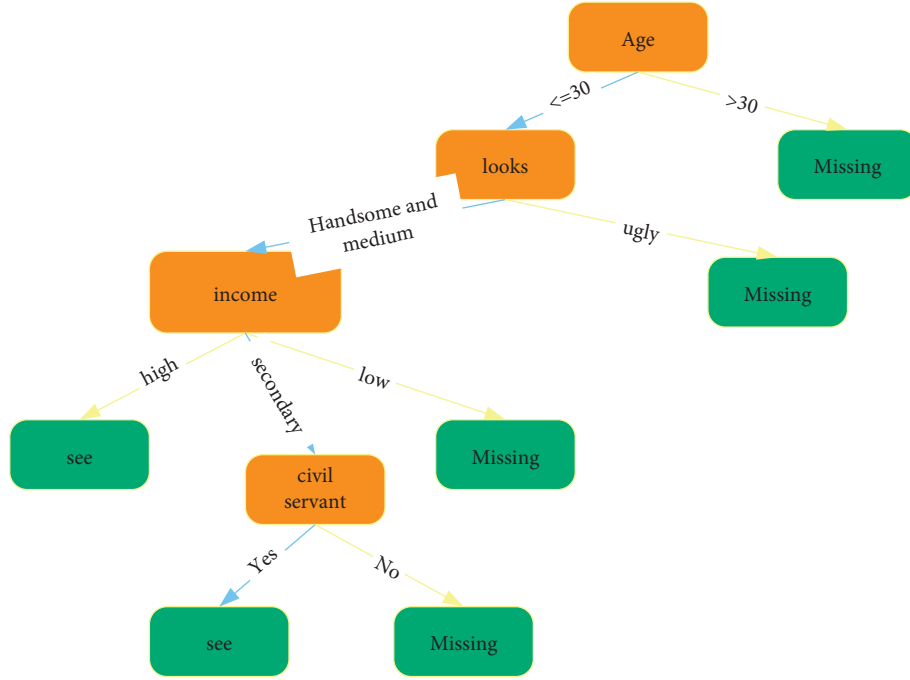 Age
<=30
>30
looks
Missing
Handsome and
medium
ugly
income
Missing
high
secondary
low
see
Missing
civil
servant
Yes
No
see
Missing